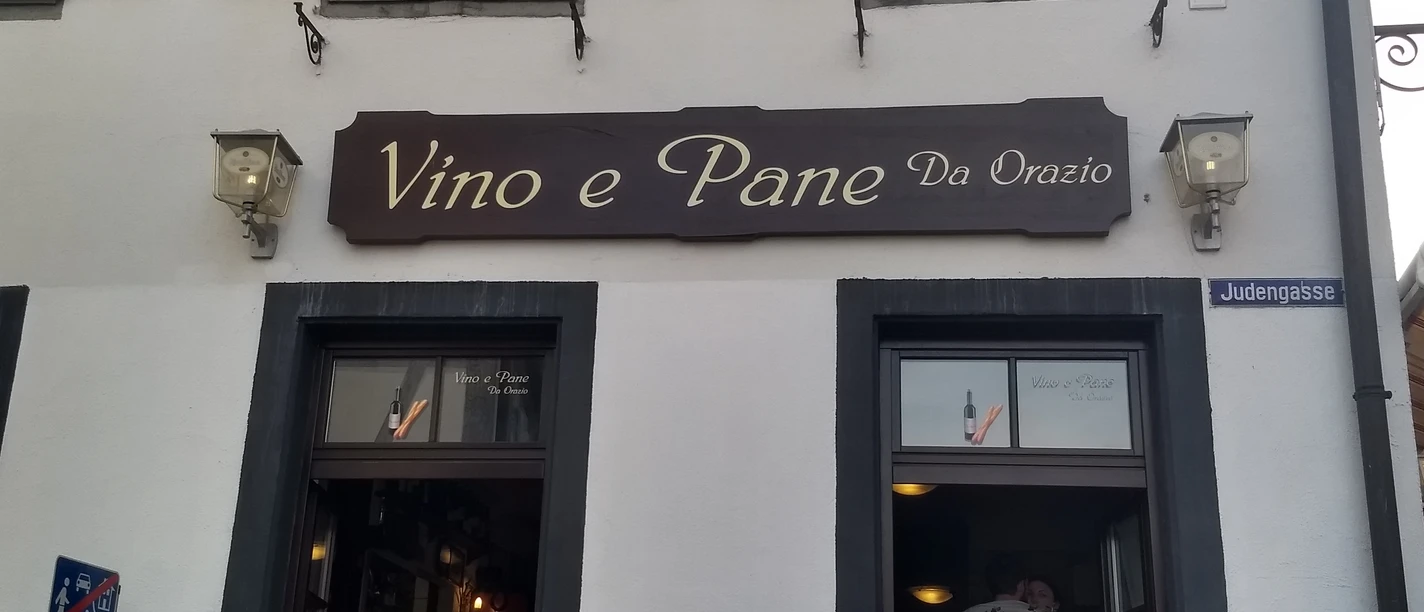 Vino e Pane Da Orazio
Judengasse
Vino e Pane
Da Orazio
Vino e Pane
Da Orazio